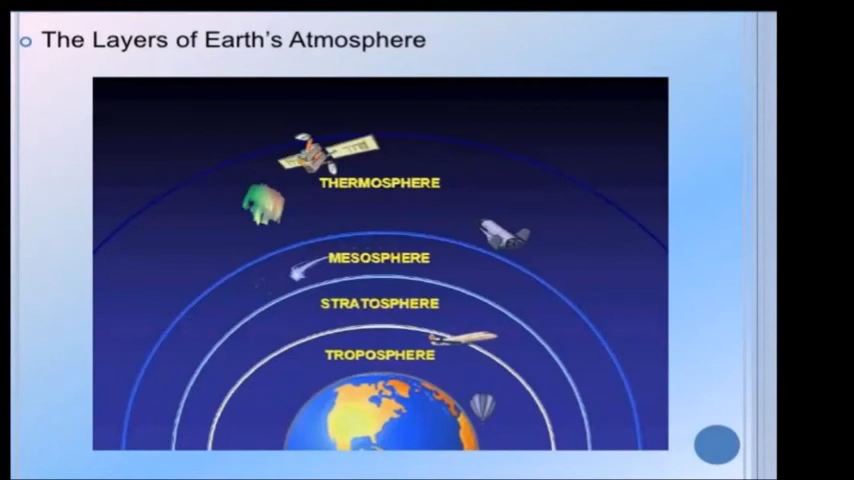 The Layers of Earth's Atmosphere
THERMOSPHERE
MESOSPHERE
STRATOSPHERE
TROPOSPHERE